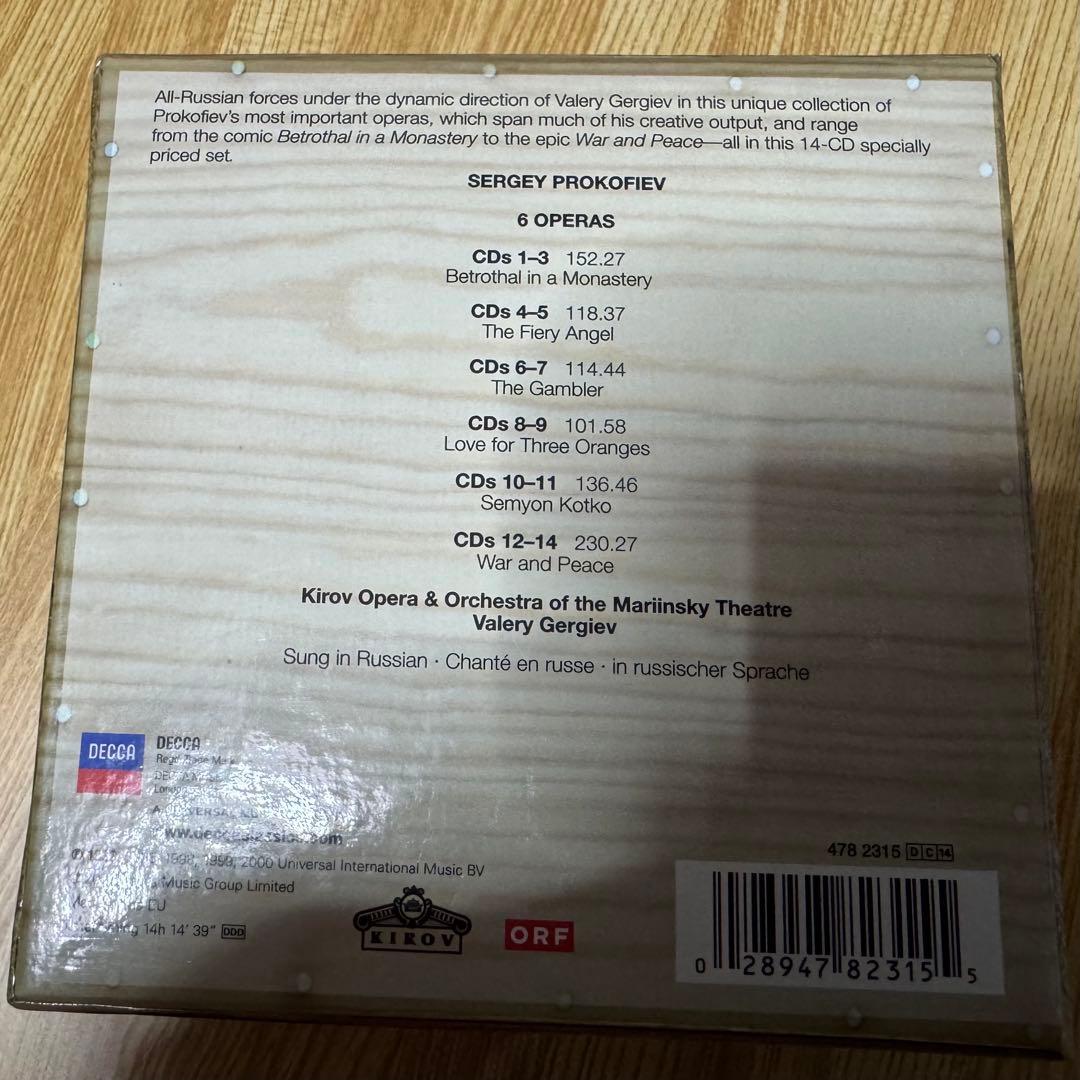 All-Russian forces under the dynamic direction of Valery Gergiev in this unique collection of
Prokofiev's most important operas, which span much of his creative output, and range
from the comic Betrothal in a Monastery to the epic War and Peace—all in this 14-CD specially
priced set.
SERGEY PROKOFIEV
6 OPERAS
CDs 1–3 152.27
Betrothal in a Monastery
CDs 4–5 118.37
The Fiery Angel
CDs 6–7 114.44
The Gambler
CDs 8–9 101.58
Love for Three Oranges
CDs 10–11 136.46
Semyon Kotko
CDs 12–14 230.27
War and Peace
Kirov Opera & Orchestra of the Mariinsky Theatre
Valery Gergiev
Sung in Russian · Chanté en russe · in russischer Sprache
DECCA
DECCA
www.deccaclassics.com
1998, 1999, 2000 Universal International Music BV
Music Group Limited
EU
14h 14' 39" DDD
KIROV
ORF
478 2315 D C 14
0 28947 82315 5